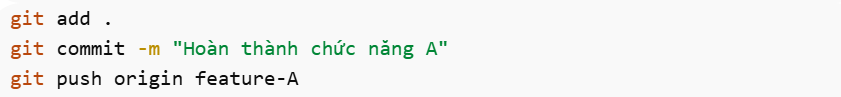 git add .
git commit -m "Hoàn thành chức năng A"
git push origin feature-A